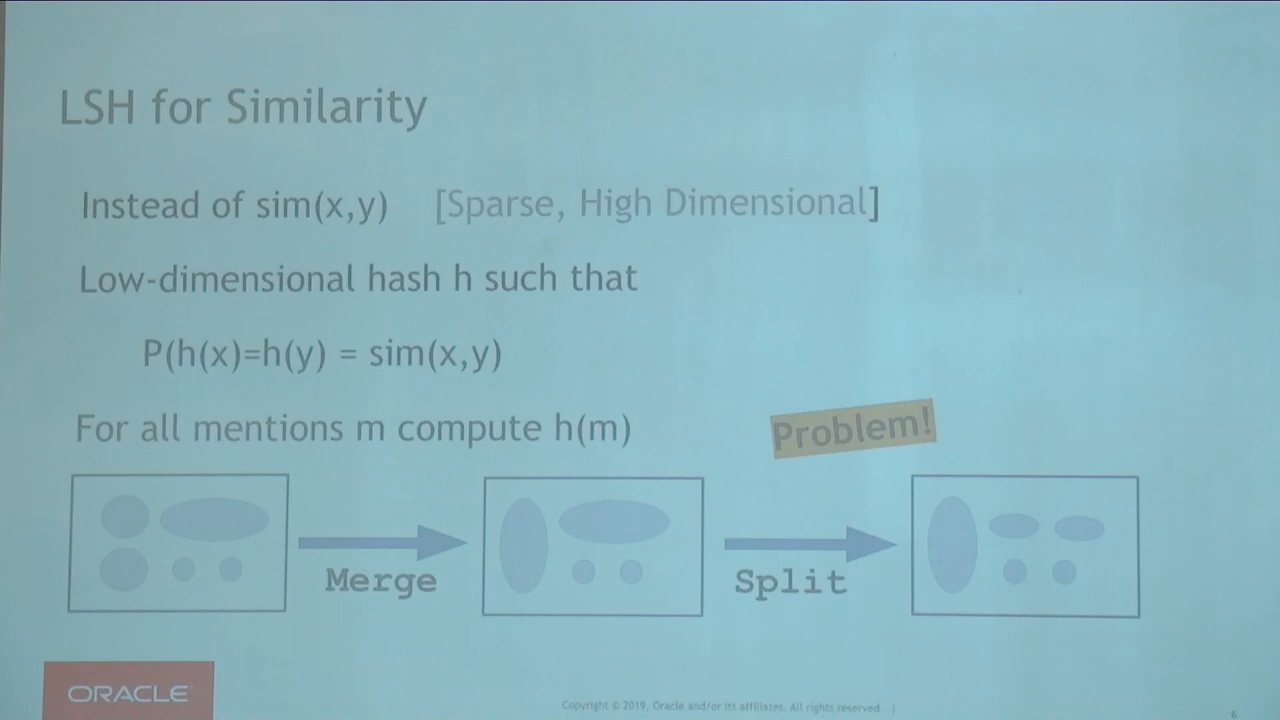 LSH for Similarity
Instead of sim(x,y) [Sparse, High Dimensional]
Low-dimensional hash h such that
P(h(x)=h(y) = sim(x,y)
For all mentions m compute h(m)
Problem!
Merge
Split
ORACLE
Copyright © 2019, Oracle and/or its affiliates. All rights reserved. |
6